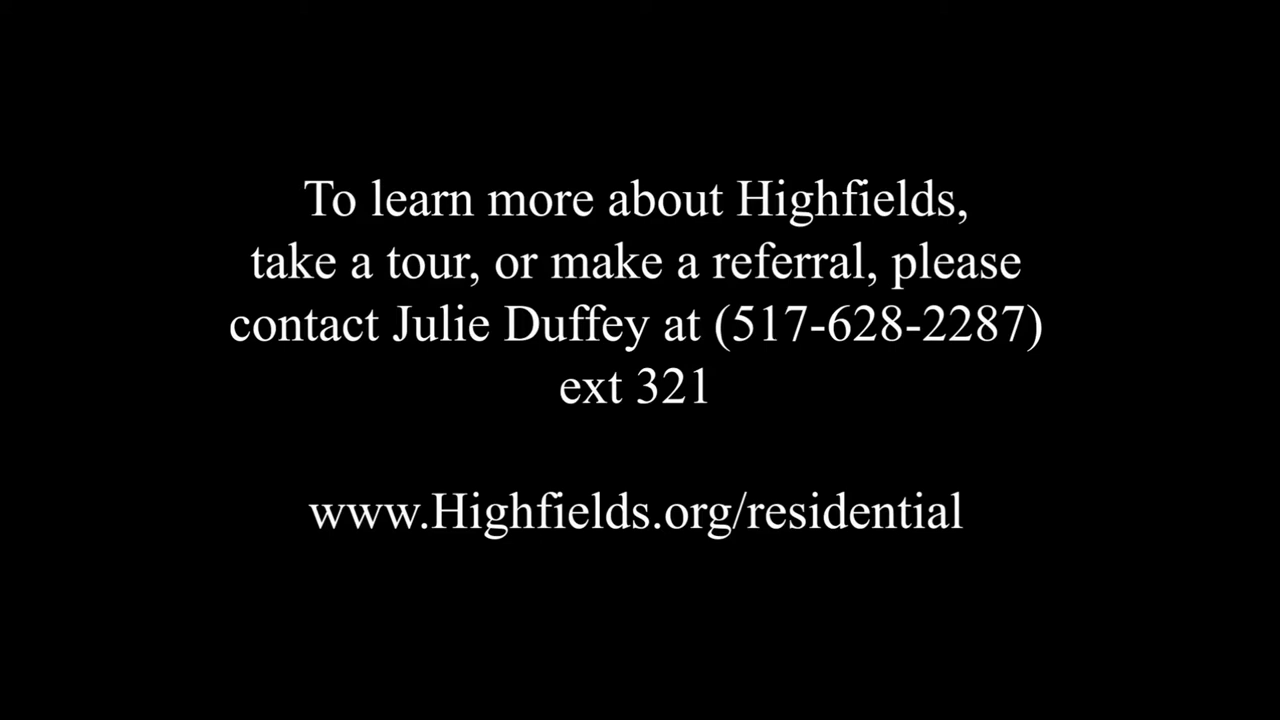 To learn more about Highfields,
take a tour, or make a referral, please
contact Julie Duffey at (517-628-2287)
ext 321
www.Highfields.org/residential